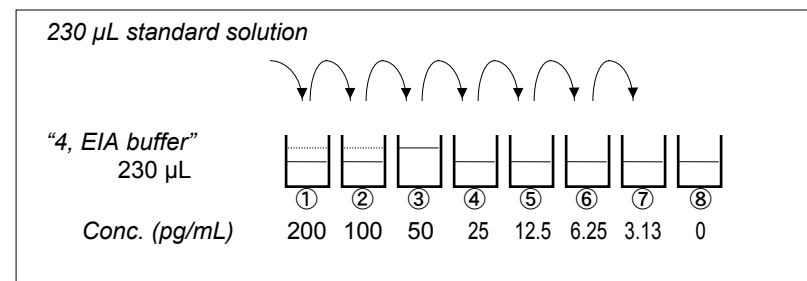 230 µL standard solution
“4, EIA buffer”
230 µL
① ② ③ ④ ⑤ ⑥ ⑦ ⑧
Conc. (pg/mL) 200 100 50 25 12.5 6.25 3.13 0